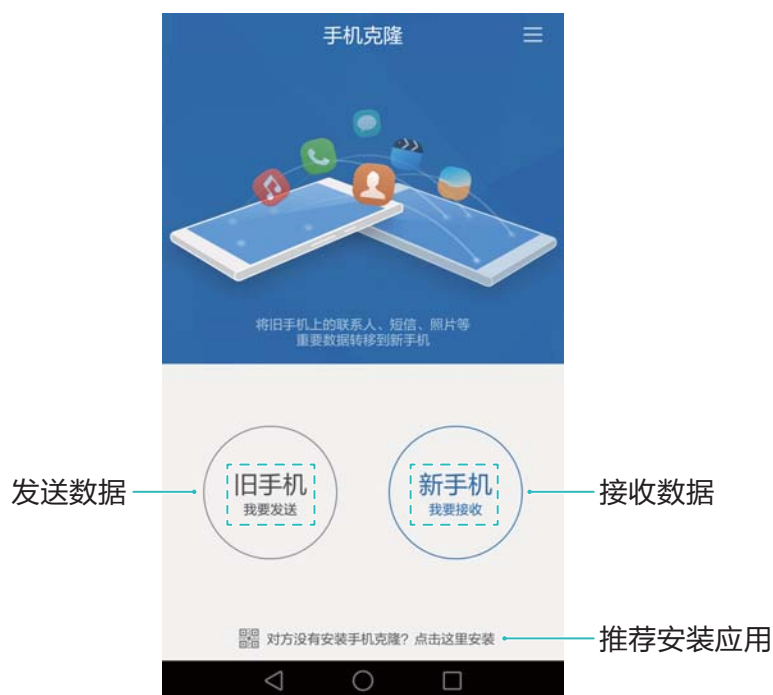 手机克隆
将旧手机上的联系人、短信、照片等
重要数据转移到新手机
发送数据
旧手机
我要发送
新手机
我要接收
接收数据
对方没有安装手机克隆？点击这里安装
推荐安装应用